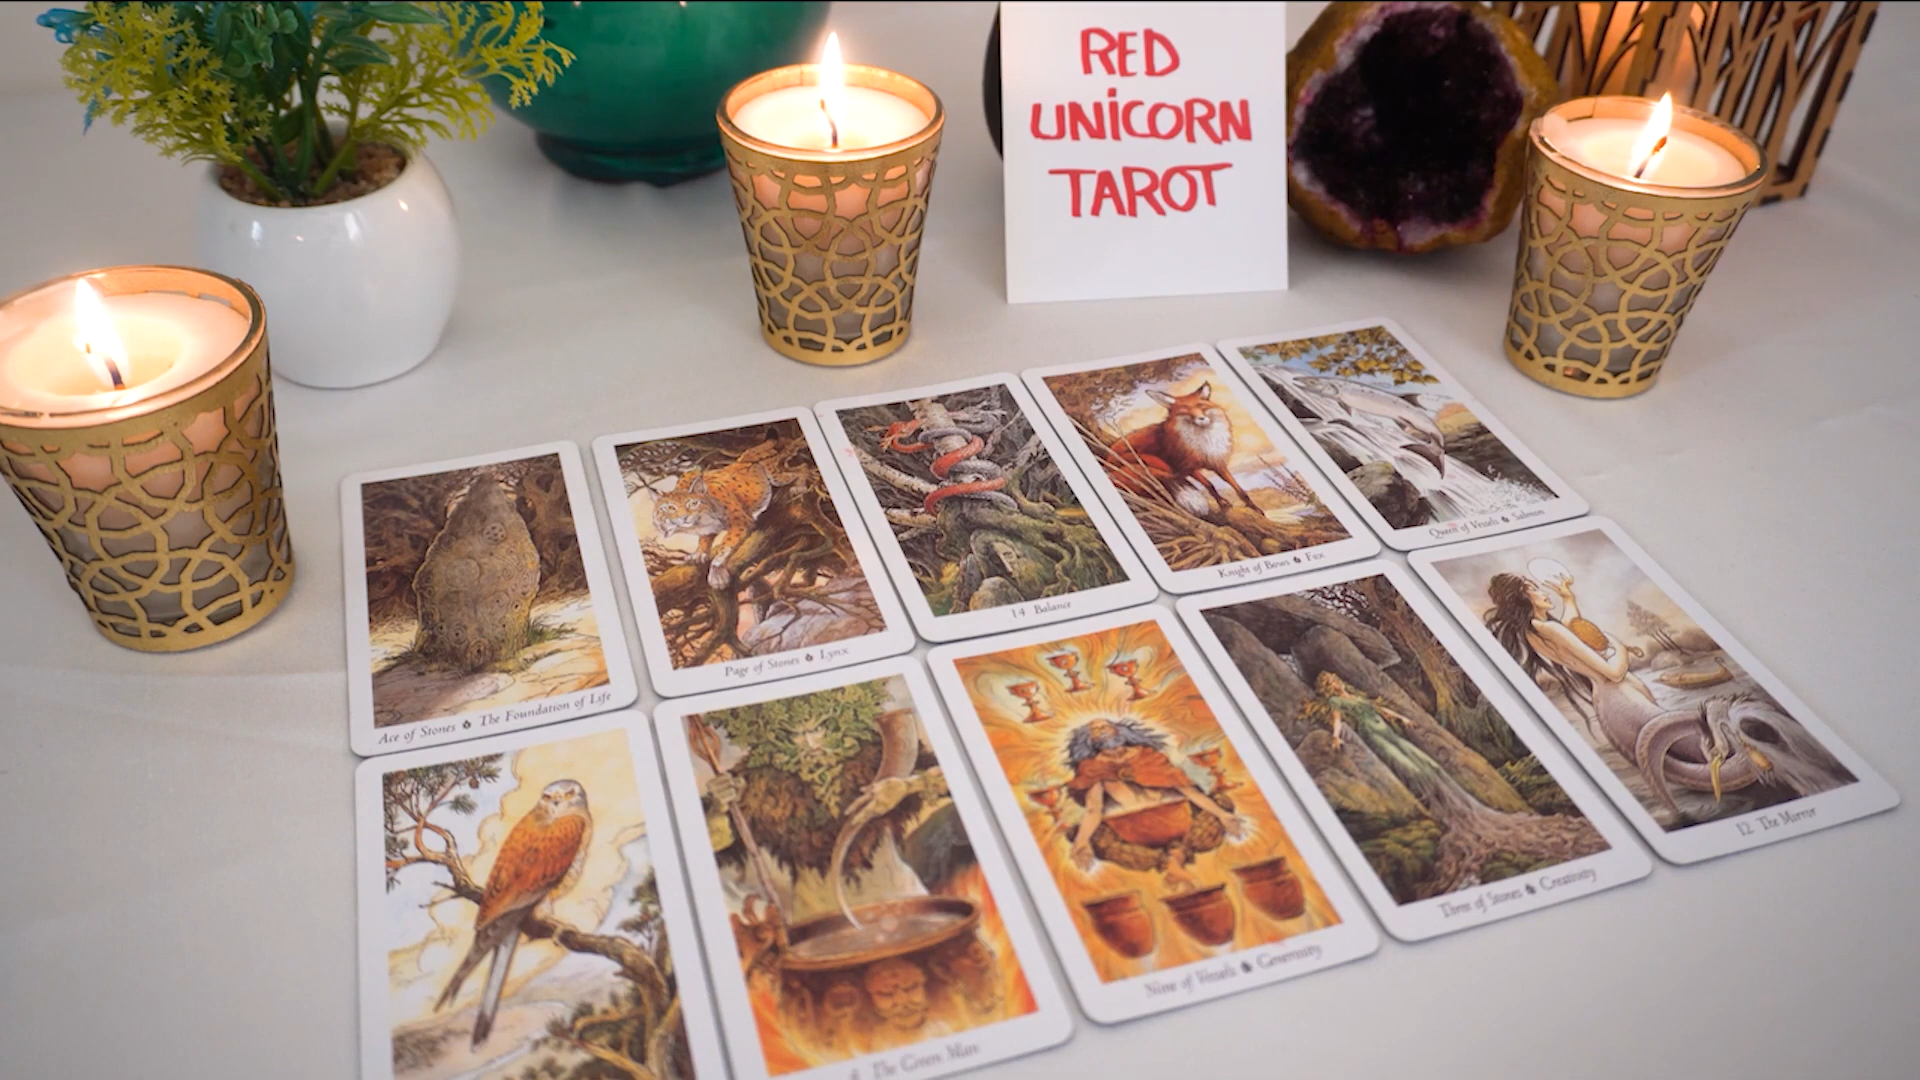 RED
UNICORN
TAROT
Ace of Stones The Foundation of Life
Page of Stones Lynx
14 Balance
Knight of Bows Fox
Queen of Vessels Salmon
The Green Man
Nine of Vessels Generosity
Three of Stones Creativity
12 The Mirror